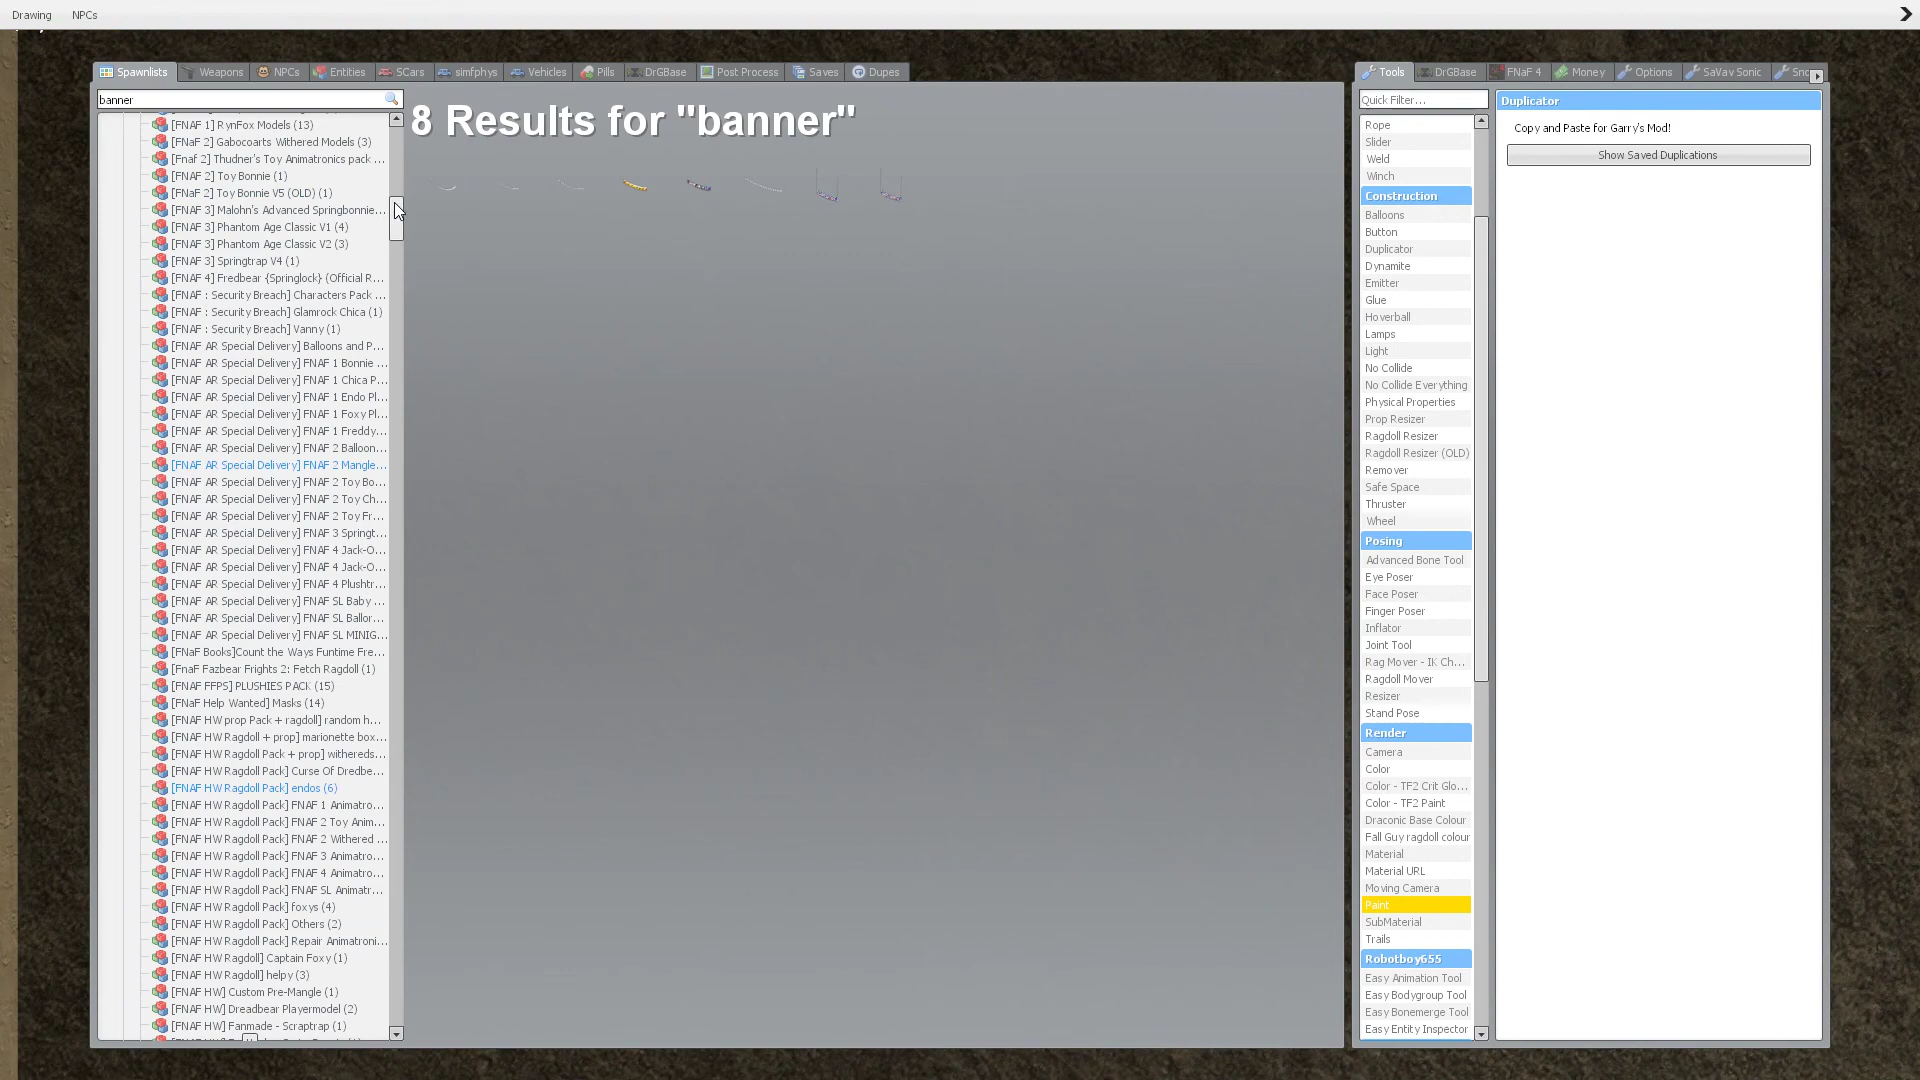 Drawing NPCs
Spawnlists Weapons NPCs Entities SCars simfphys Vehicles Pills DrGBase Post Process Saves Dupes
banner
8 Results for "banner"
[FNAF 1] RynFox Models (13)
[FNaF 2] Gabocoarts Withered Models (3)
[Fnaf 2] Thudner's Toy Animatronics pack ...
[FNAF 2] Toy Bonnie (1)
[FNaF 2] Toy Bonnie V5 (OLD) (1)
[FNAF 3] Malohn's Advanced Springbonnie...
[FNAF 3] Phantom Age Classic V1 (4)
[FNAF 3] Phantom Age Classic V2 (3)
[FNAF 3] Springtrap V4 (1)
[FNAF 4] Fredbear {Springlock} (Official R...
[FNAF : Security Breach] Characters Pack ...
[FNAF : Security Breach] Glamrock Chica (1)
[FNAF : Security Breach] Vanny (1)
[FNAF AR Special Delivery] Balloons and P...
[FNAF AR Special Delivery] FNAF 1 Bonnie ...
[FNAF AR Special Delivery] FNAF 1 Chica P...
[FNAF AR Special Delivery] FNAF 1 Endo Pl...
[FNAF AR Special Delivery] FNAF 1 Foxy Pl...
[FNAF AR Special Delivery] FNAF 1 Freddy...
[FNAF AR Special Delivery] FNAF 2 Balloon...
[FNAF AR Special Delivery] FNAF 2 Mangle...
[FNAF AR Special Delivery] FNAF 2 Toy Bo...
[FNAF AR Special Delivery] FNAF 2 Toy Ch...
[FNAF AR Special Delivery] FNAF 2 Toy Fr...
[FNAF AR Special Delivery] FNAF 3 Springt...
[FNAF AR Special Delivery] FNAF 4 Jack-O...
[FNAF AR Special Delivery] FNAF 4 Jack-O...
[FNAF AR Special Delivery] FNAF 4 Plushtr...
[FNAF AR Special Delivery] FNAF SL Baby ...
[FNAF AR Special Delivery] FNAF SL Ballor...
[FNAF AR Special Delivery] FNAF SL MINIG...
[FNaF Books]Count the Ways Funtime Fre...
[FnaF Fazbear Frights 2: Fetch Ragdoll (1)
[FNAF FFPS] PLUSHIES PACK (15)
[FNaF Help Wanted] Masks (14)
[FNAF HW prop Pack + ragdoll] random h...
[FNAF HW Ragdoll + prop] marionette box...
[FNAF HW Ragdoll Pack + prop] withereds...
[FNAF HW Ragdoll Pack] Curse Of Dredbe...
[FNAF HW Ragdoll Pack] endos (6)
[FNAF HW Ragdoll Pack] FNAF 1 Animatro...
[FNAF HW Ragdoll Pack] FNAF 2 Toy Anim...
[FNAF HW Ragdoll Pack] FNAF 2 Withered ...
[FNAF HW Ragdoll Pack] FNAF 3 Animatro...
[FNAF HW Ragdoll Pack] FNAF 4 Animatro...
[FNAF HW Ragdoll Pack] FNAF SL Animatr...
[FNAF HW Ragdoll Pack] foxys (4)
[FNAF HW Ragdoll Pack] Others (2)
[FNAF HW Ragdoll Pack] Repair Animatroni...
[FNAF HW Ragdoll] Captain Foxy (1)
[FNAF HW Ragdoll] helpy (3)
[FNAF HW] Custom Pre-Mangle (1)
[FNAF HW] Dreadbear Playermodel (2)
[FNAF HW] Fanmade - Scraptrap (1)
Tools DrGBase FNaF 4 Money Options SaVav Sonic Sno
Quick Filter...
Rope
Slider
Weld
Winch
Construction
Balloons
Button
Duplicator
Dynamite
Emitter
Glue
Hoverball
Lamps
Light
No Collide
No Collide Everything
Physical Properties
Prop Resizer
Ragdoll Resizer
Ragdoll Resizer (OLD)
Remover
Safe Space
Thruster
Wheel
Posing
Advanced Bone Tool
Eye Poser
Face Poser
Finger Poser
Inflator
Joint Tool
Rag Mover - IK Ch...
Ragdoll Mover
Resizer
Stand Pose
Render
Camera
Color
Color - TF2 Crit Glo...
Color - TF2 Paint
Draconic Base Colour
Fall Guy ragdoll colour
Material
Material URL
Moving Camera
Paint
SubMaterial
Trails
Robotboy655
Easy Animation Tool
Easy Bodygroup Tool
Easy Bonemerge Tool
Easy Entity Inspector
Duplicator
Copy and Paste for Garry's Mod!
Show Saved Duplications